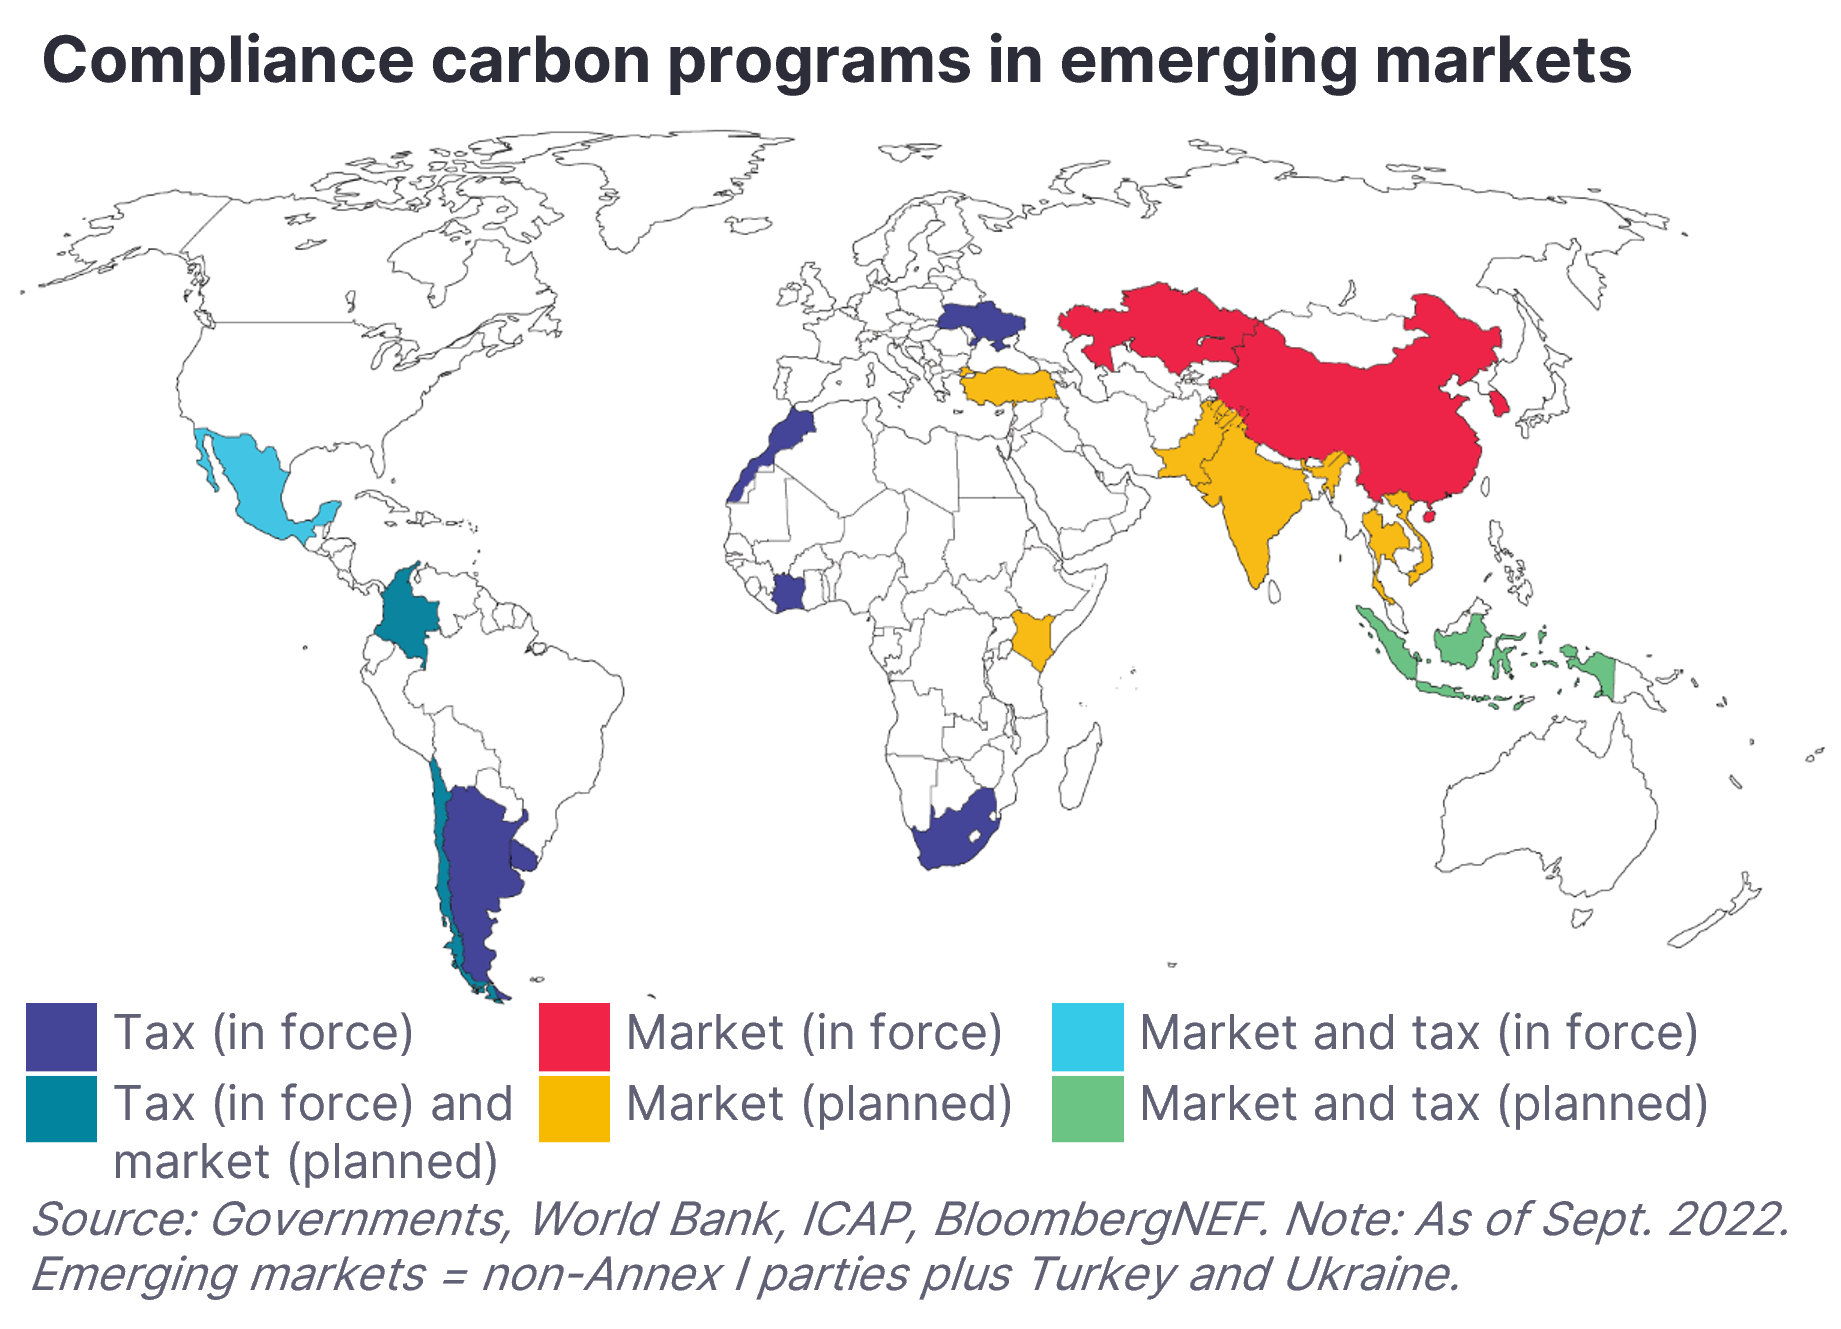 Compliance carbon programs in emerging markets
Tax (in force)
Market (in force)
Market and tax (in force)
Tax (in force) and
market (planned)
Market (planned)
Market and tax (planned)
Source: Governments, World Bank, ICAP, BloombergNEF. Note: As of Sept. 2022.
Emerging markets = non-Annex I parties plus Turkey and Ukraine.